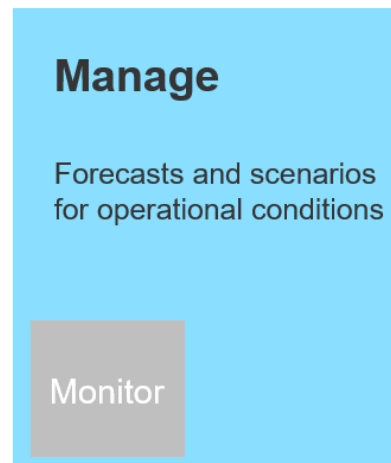 Manage
Forecasts and scenarios
for operational conditions
Monitor